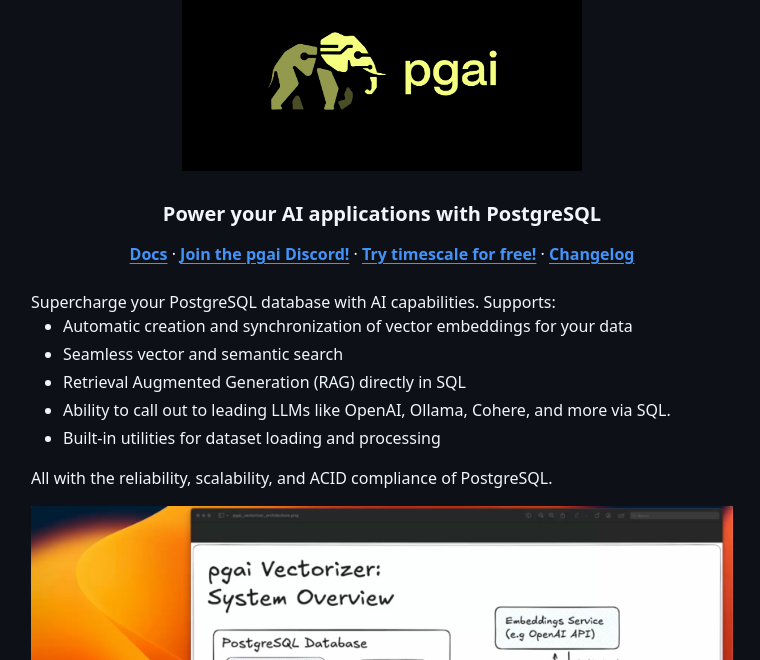 pgai
Power your AI applications with PostgreSQL
Docs · Join the pgai Discord! · Try timescale for free! · Changelog
Supercharge your PostgreSQL database with AI capabilities. Supports:
Automatic creation and synchronization of vector embeddings for your data
Seamless vector and semantic search
Retrieval Augmented Generation (RAG) directly in SQL
Ability to call out to leading LLMs like OpenAI, Ollama, Cohere, and more via SQL.
Built-in utilities for dataset loading and processing
All with the reliability, scalability, and ACID compliance of PostgreSQL.
pgai Vectorizer:
System Overview
Embeddings Service
(e.g OpenAI API)
PostgreSQL Database